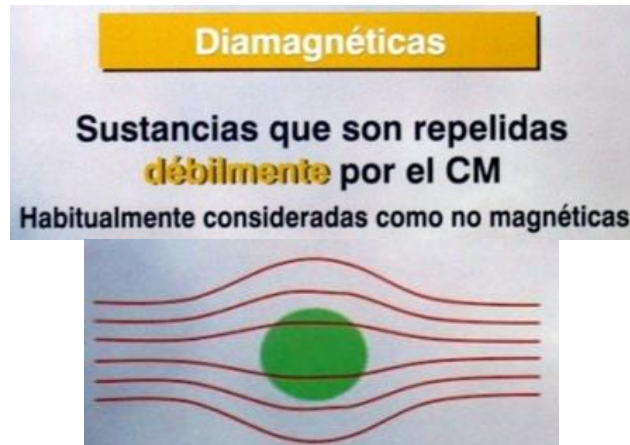 Diamagnéticas
Sustancias que son repelidas
débilmente por el CM
Habitualmente consideradas como no magnéticas